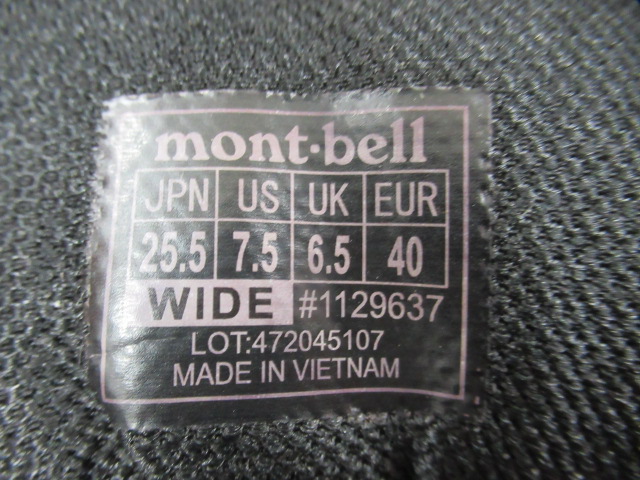 mont-bell
JPN US UK EUR
25.5 7.5 6.5 40
WIDE #1129637
LOT:472045107
MADE IN VIETNAM